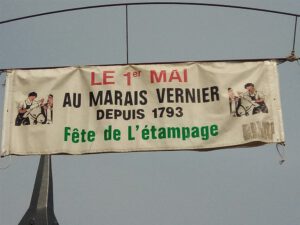 LE 1er MAI
AU MARAIS VERNIER
DEPUIS 1793
Fête de L'étampage